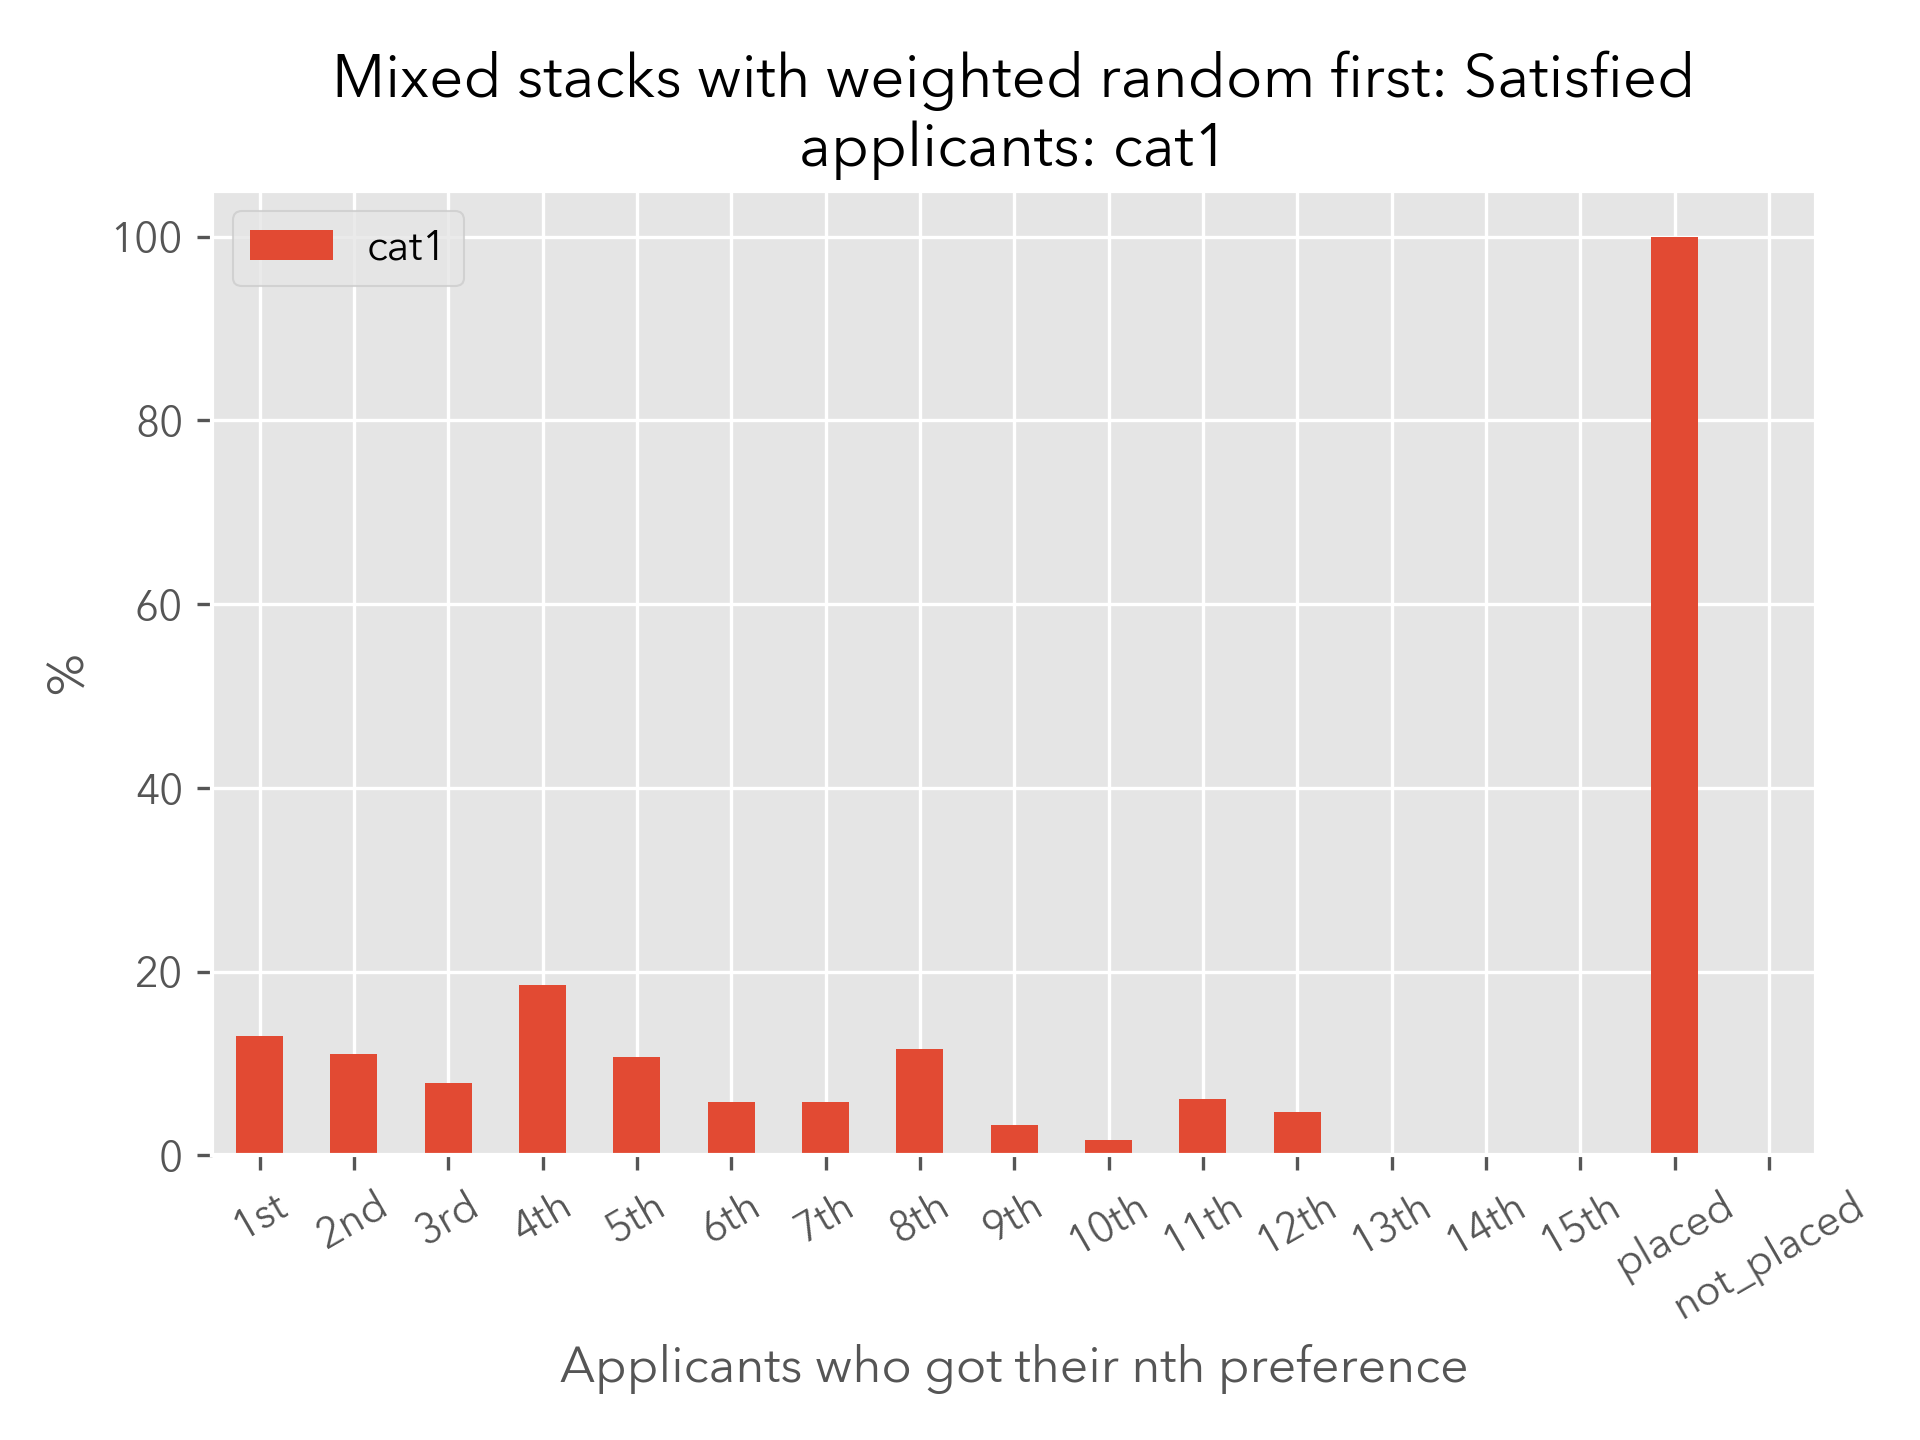 Mixed stacks with weighted random first: Satisfied
applicants: cat1
cat1
100
80
60
40
20
0
%
1st 2nd 3rd 4th 5th 6th 7th 8th 9th 10th 11th 12th 13th 14th 15th placed not_placed
Applicants who got their nth preference